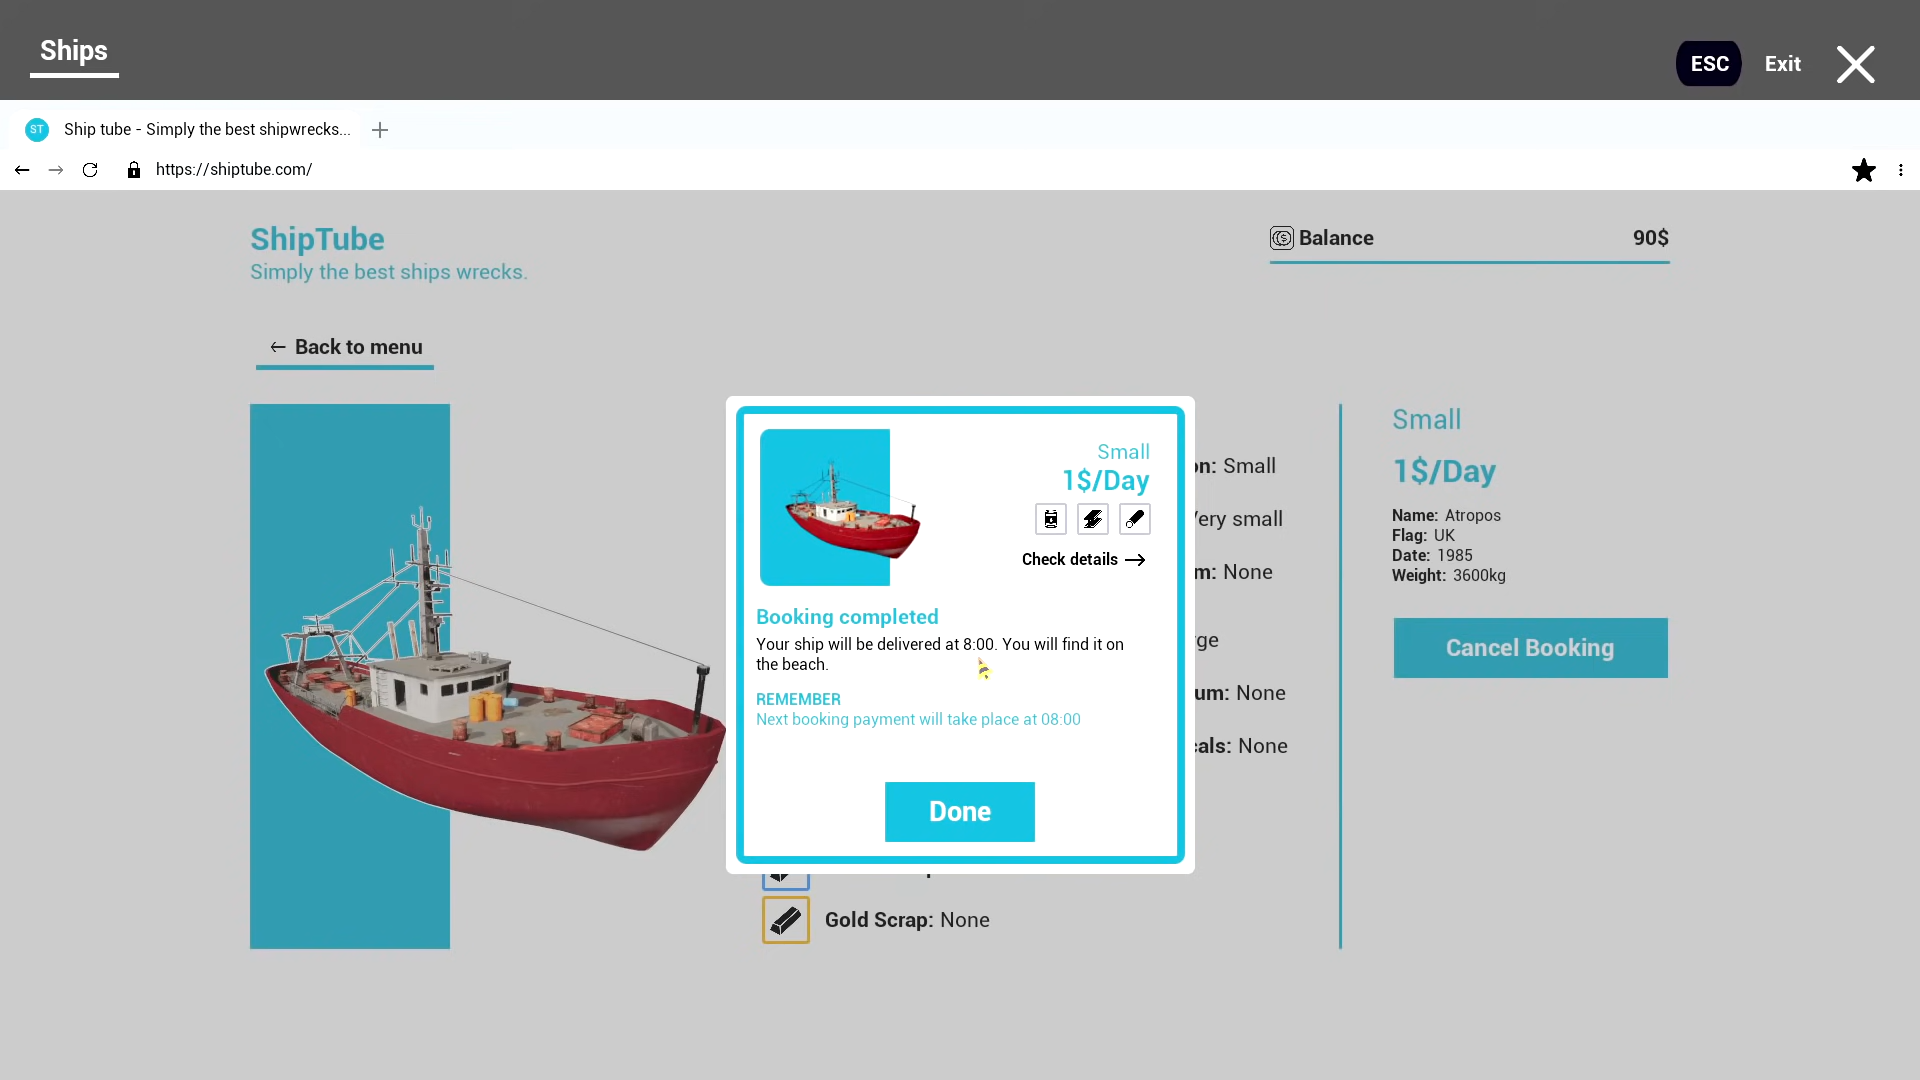 Ships
ESC
Exit
ST
Ship tube - Simply the best shipwrecks...
https://shiptube.com/
ShipTube
Simply the best ships wrecks.
Balance
90$
Back to menu
Small
1$/Day
Check details
Booking completed
Your ship will be delivered at 8:00. You will find it on
the beach.
REMEMBER
Next booking payment will take place at 08:00
Done
Small
small
None
None
None
Gold Scrap: None
Small
1$/Day
Name: Atropos
Flag: UK
Date: 1985
Weight: 3600kg
Cancel Booking